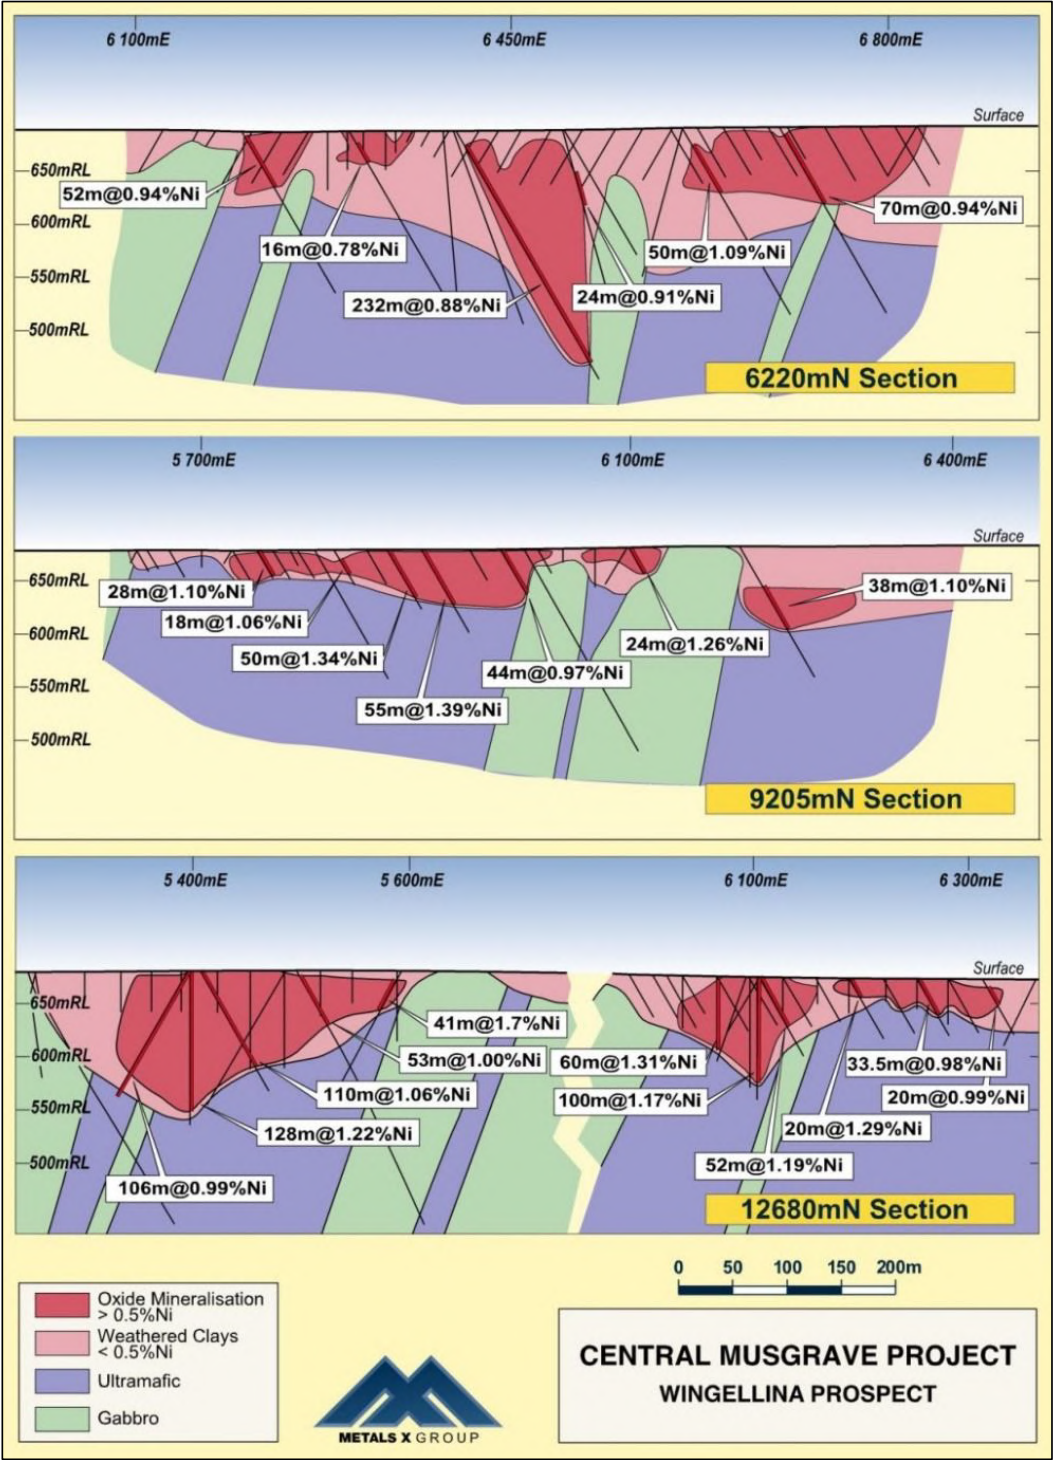 6 100mE
6 450mE
6 800mE
Surface
650mRL
52m@0.94%Ni
70m@0.94%Ni
600mRL
16m@0.78%Ni
50m@1.09%Ni
550mRL
232m@0.88%Ni
24m@0.91%Ni
500mRL
6220mN Section
5 700mE
6 100mE
6 400mE
Surface
650mRL
28m@1.10%Ni
38m@1.10%Ni
18m@1.06%Ni
600mRL
24m@1.26%Ni
50m@1.34%Ni
44m@0.97%Ni
550mRL
55m@1.39%Ni
500mRL
9205mN Section
5 400mE
5 600mE
6 100mE
6 300mE
Surface
650mRL
41m@1.7%Ni
600mRL
53m@1.00%Ni
60m@1.31%Ni
33.5m@0.98%Ni
110m@1.06%Ni
100m@1.17%Ni
20m@0.99%Ni
550mRL
128m@1.22%Ni
20m@1.29%Ni
500mRL
52m@1.19%Ni
106m@0.99%Ni
12680mN Section
0 50 100 150 200m
Oxide Mineralisation
> 0.5%Ni
Weathered Clays
< 0.5%Ni
Ultramafic
Gabbro
METALS X GROUP
CENTRAL MUSGRAVE PROJECT
WINGELLINA PROSPECT